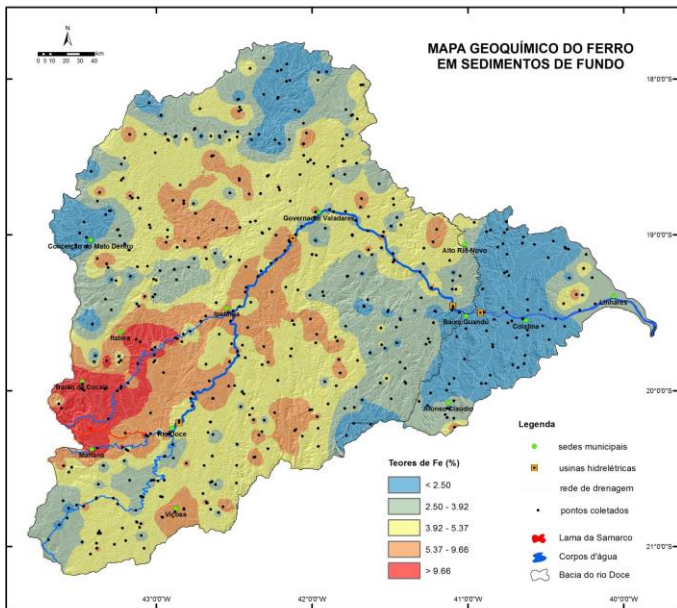 MAPA GEOQUÍMICO DO FERRO
EM SEDIMENTOS DE FUNDO
N
0 5 10 20 30 40
Km
18°0'0"S
19°0'0"S
20°0'0"S
21°0'0"S
43°0'0"W
42°0'0"W
41°0'0"W
40°0'0"W
Governador Valadares
Conceição do Mato Dentro
Alto Rio Novo
Ipatinga
Linhares
Baixo Guandú
Colatina
Itabira
Barão de Cocais
Afonso Cláudio
Rio Doce
Mariana
Viçosa
Teores de Fe (%)
< 2.50
2.50 - 3.92
3.92 - 5.37
5.37 - 9.66
> 9.66
Legenda
sedes municipais
usinas hidrelétricas
rede de drenagem
pontos coletados
Lama da Samarco
Corpos d'água
Bacia do rio Doce